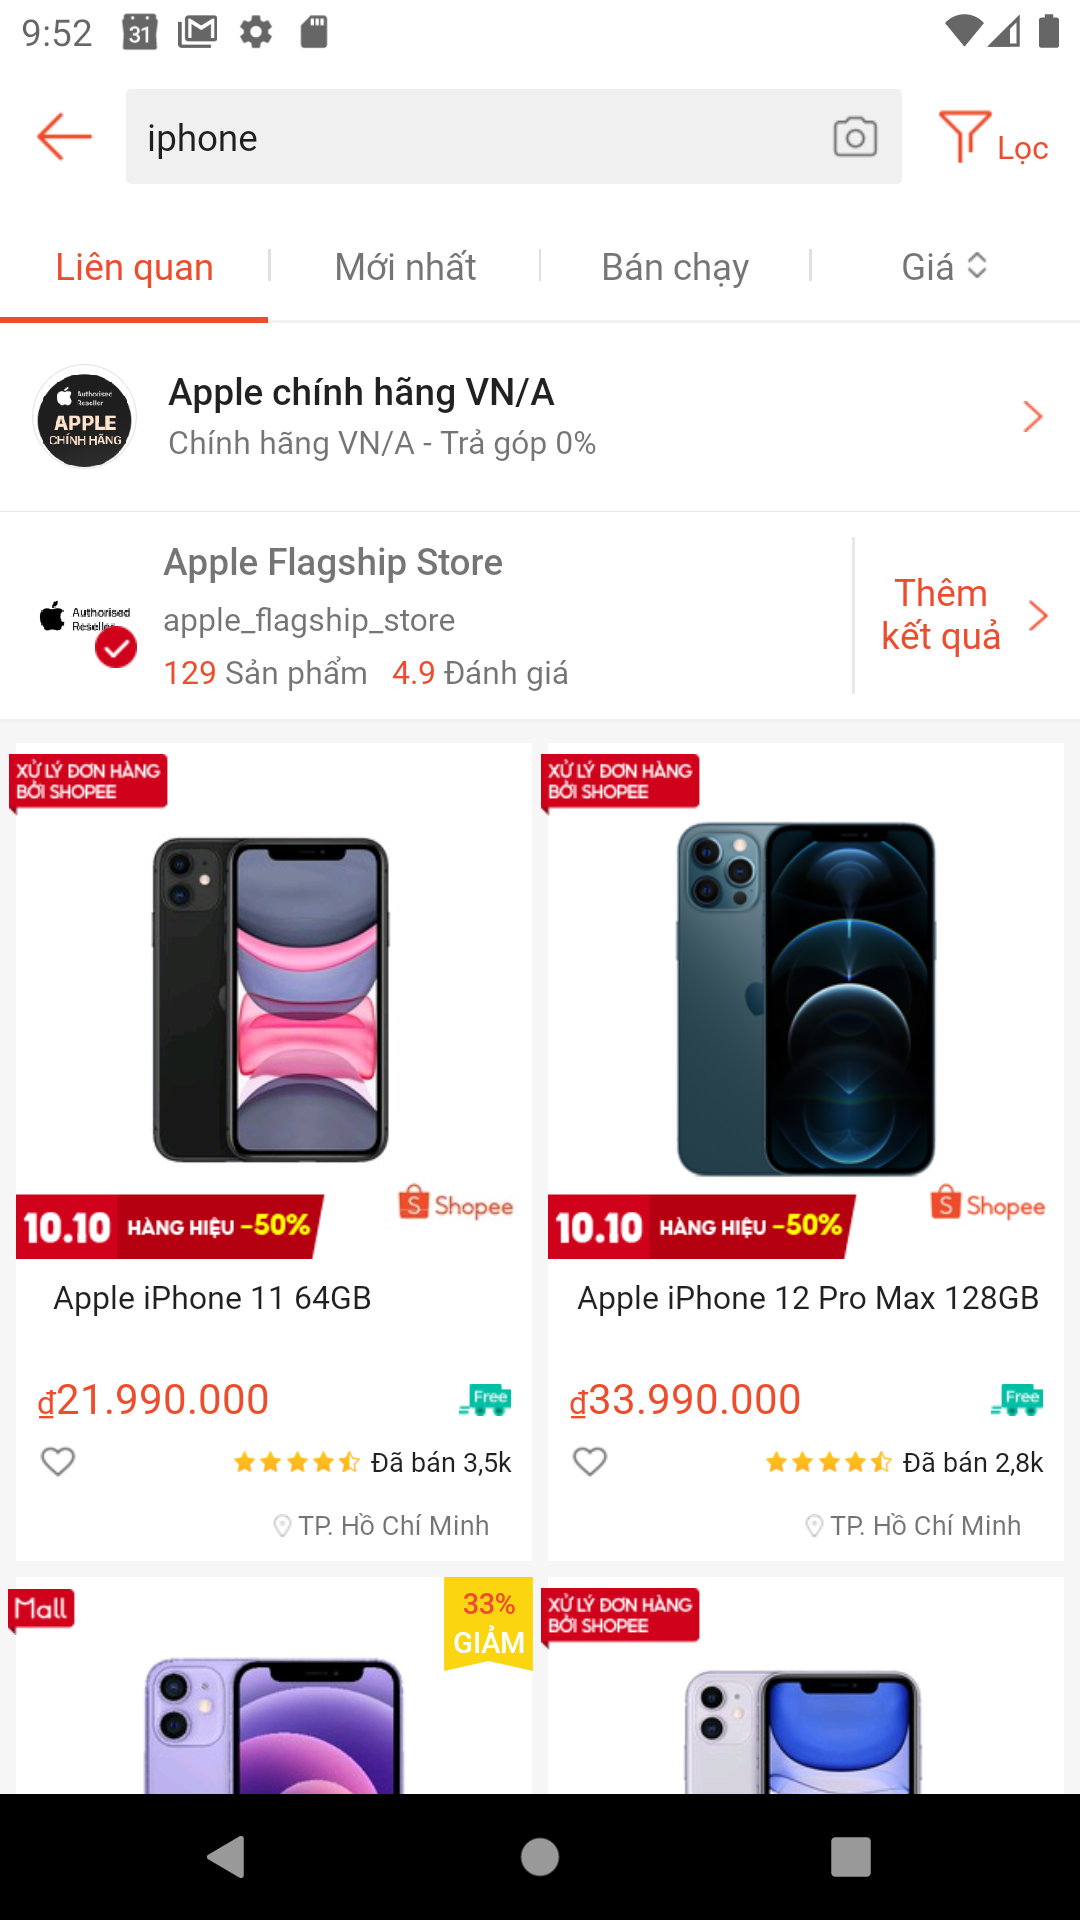 9:52
31
iphone
Lọc
Liên quan
Mới nhất
Bán chạy
Giá
Authorised
Reseller
APPLE
CHÍNH HÃNG
Apple chính hãng VN/A
Chính hãng VN/A - Trả góp 0%
Authorised
Reseller
Apple Flagship Store
apple_flagship_store
129 Sản phẩm 4.9 Đánh giá
Thêm
kết quả
XỬ LÝ ĐƠN HÀNG
BỞI SHOPEE
10.10 HÀNG HIỆU -50%
Shopee
Apple iPhone 11 64GB
₫21.990.000
Free
Đã bán 3,5k
TP. Hồ Chí Minh
XỬ LÝ ĐƠN HÀNG
BỞI SHOPEE
10.10 HÀNG HIỆU -50%
Shopee
Apple iPhone 12 Pro Max 128GB
₫33.990.000
Free
Đã bán 2,8k
TP. Hồ Chí Minh
Mall
33%
GIẢM
XỬ LÝ ĐƠN HÀNG
BỞI SHOPEE